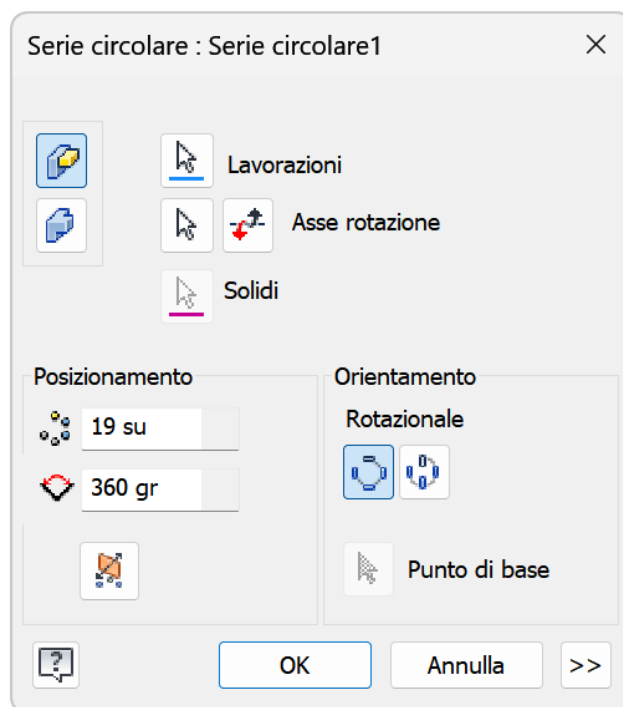 Serie circolare : Serie circolare1
Lavorazioni
Asse rotazione
Solidi
Posizionamento
19 su
360 gr
Orientamento
Rotazionale
Punto di base
OK
Annulla
>>